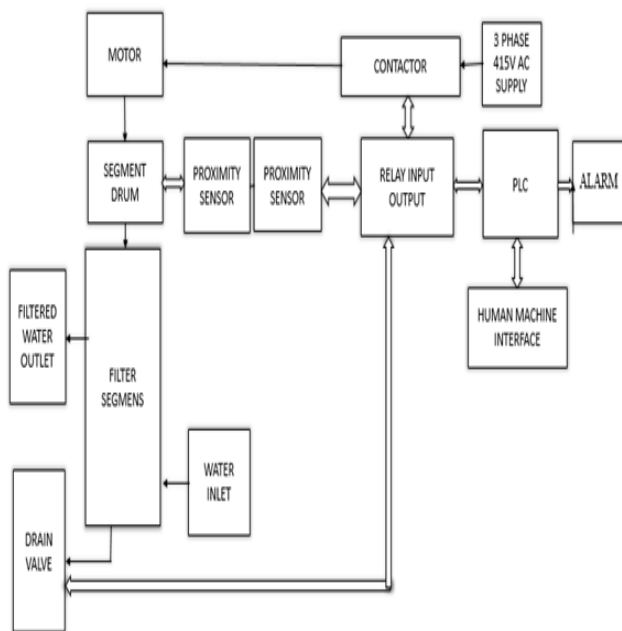 MOTOR
CONTACTOR
3 PHASE
415V AC
SUPPLY
SEGMENT
DRUM
PROXIMITY
SENSOR
PROXIMITY
SENSOR
RELAY INPUT
OUTPUT
PLC
ALARM
FILTERED
WATER
OUTLET
FILTER
SEGMENS
HUMAN MACHINE
INTERFACE
WATER
INLET
DRAIN
VALVE